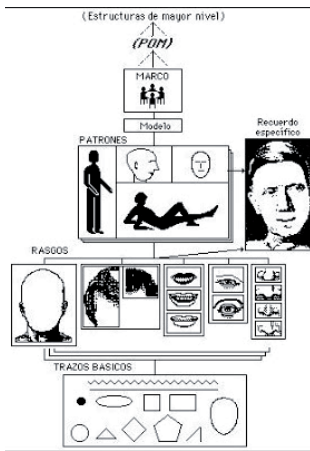 (Estructuras de mayor nivel)
(POM)
MARCO
Modelo
PATRONES
Recuerdo
específico
RASGOS
TRAZOS BASICOS